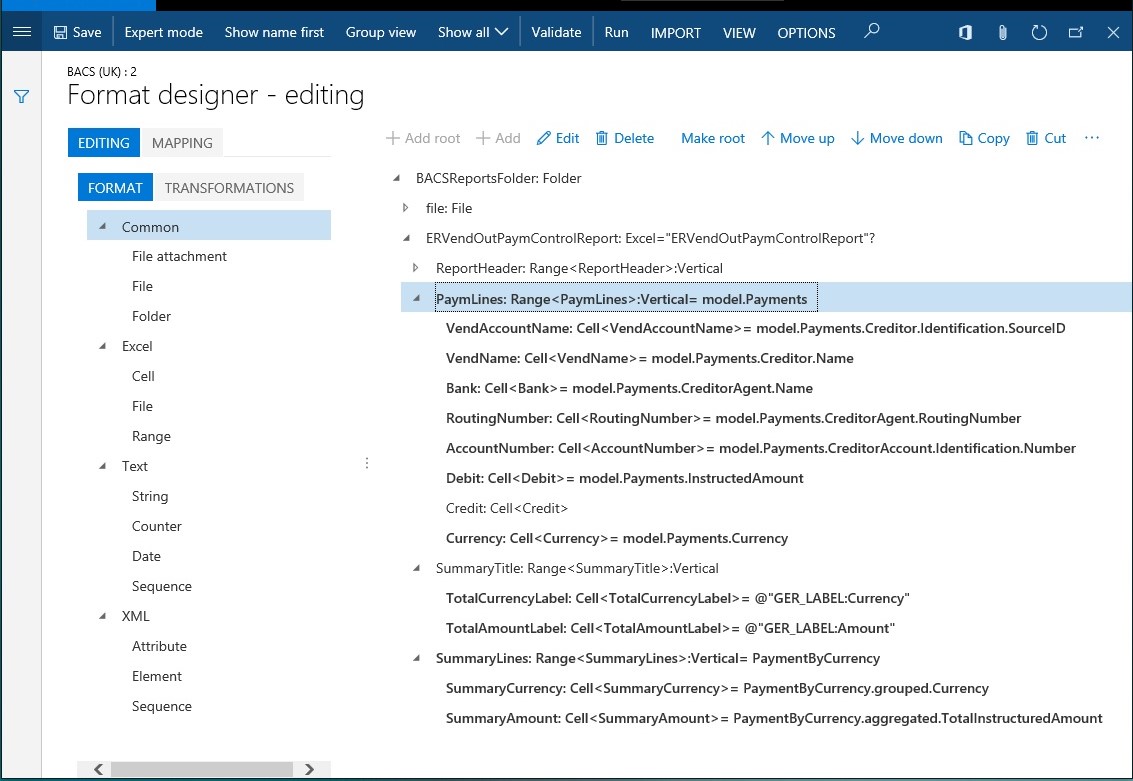 Save Expert mode Show name first Group view Show all Validate Run IMPORT VIEW OPTIONS
BACS (UK) : 2
Format designer - editing
EDITING MAPPING
Add root Add Edit Delete Make root Move up Move down Copy Cut ...
FORMAT TRANSFORMATIONS
Common
File attachment
File
Folder
Excel
Cell
File
Range
Text
String
Counter
Date
Sequence
XML
Attribute
Element
Sequence
BACSReportsFolder: Folder
file: File
ERVendOutPaymControlReport: Excel="ERVendOutPaymControlReport"?
ReportHeader: Range<ReportHeader>:Vertical
PaymLines: Range<PaymLines>:Vertical= model.Payments
VendAccountName: Cell<VendAccountName>= model.Payments.Creditor.Identification.SourceID
VendName: Cell<VendName>= model.Payments.Creditor.Name
Bank: Cell<Bank>= model.Payments.CreditorAgent.Name
RoutingNumber: Cell<RoutingNumber>= model.Payments.CreditorAgent.RoutingNumber
AccountNumber: Cell<AccountNumber>= model.Payments.CreditorAccount.Identification.Number
Debit: Cell<Debit>= model.Payments.InstructedAmount
Credit: Cell<Credit>
Currency: Cell<Currency>= model.Payments.Currency
SummaryTitle: Range<SummaryTitle>:Vertical
TotalCurrencyLabel: Cell<TotalCurrencyLabel>= @"GER_LABEL:Currency"
TotalAmountLabel: Cell<TotalAmountLabel>= @"GER_LABEL:Amount"
SummaryLines: Range<SummaryLines>:Vertical= PaymentByCurrency
SummaryCurrency: Cell<SummaryCurrency>= PaymentByCurrency.grouped.Currency
SummaryAmount: Cell<SummaryAmount>= PaymentByCurrency.aggregated.TotalInstructuredAmount